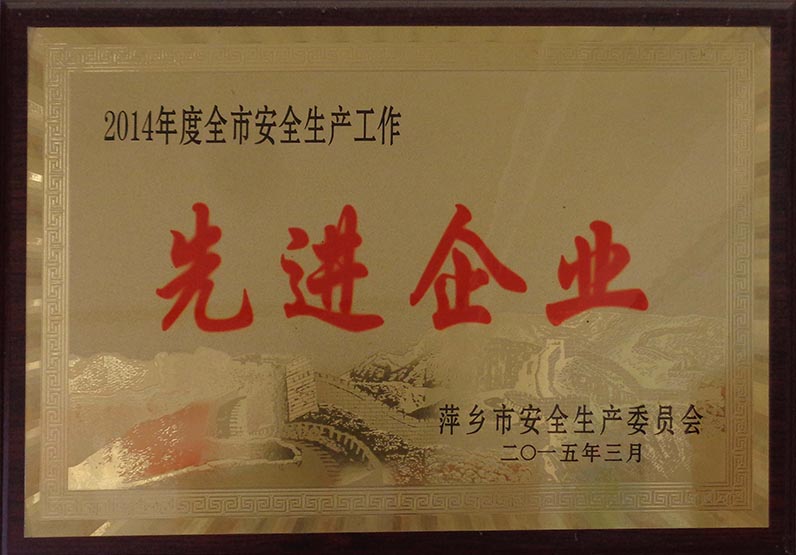 2014年度全市安全生产工作
先进企业
萍乡市安全生产委员会
二〇一五年三月